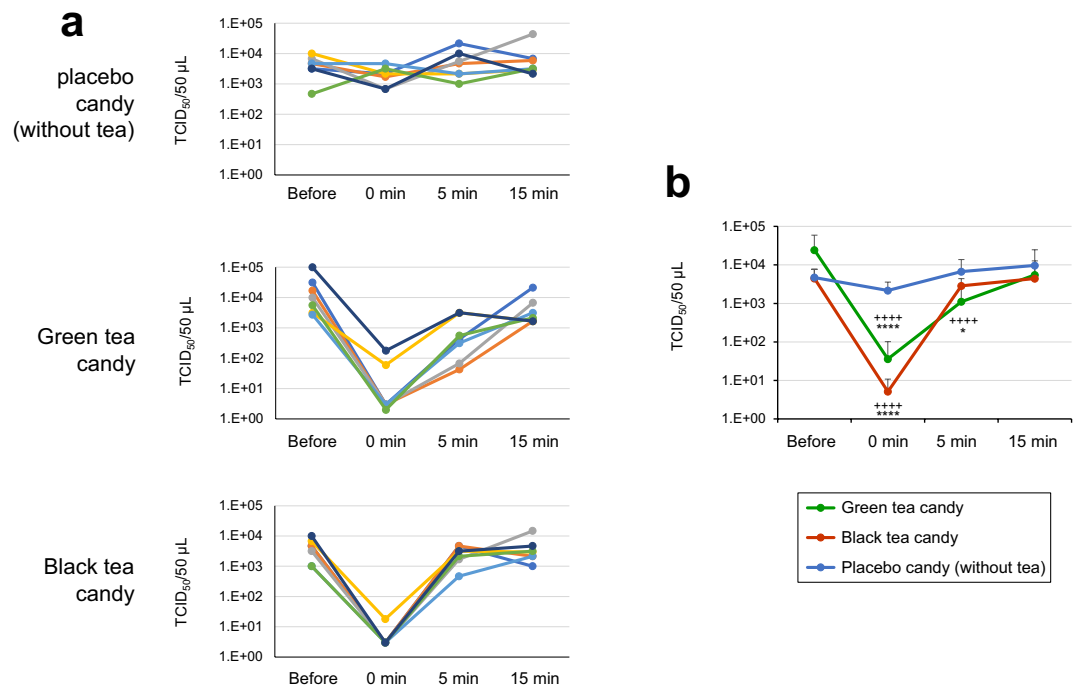 a
placebo
candy
(without tea)
TCID50/50 µL
1.E+05
1.E+04
1.E+03
1.E+02
1.E+01
1.E+00
Before 0 min 5 min 15 min
Green tea
candy
TCID50/50 µL
1.E+05
1.E+04
1.E+03
1.E+02
1.E+01
1.E+00
Before 0 min 5 min 15 min
Black tea
candy
TCID50/50 µL
1.E+05
1.E+04
1.E+03
1.E+02
1.E+01
1.E+00
Before 0 min 5 min 15 min
b
TCID50/50 µL
1.E+05
1.E+04
1.E+03
1.E+02
1.E+01
1.E+00
++++
****
++++
*
++++
****
Before 0 min 5 min 15 min
Green tea candy
Black tea candy
Placebo candy (without tea)